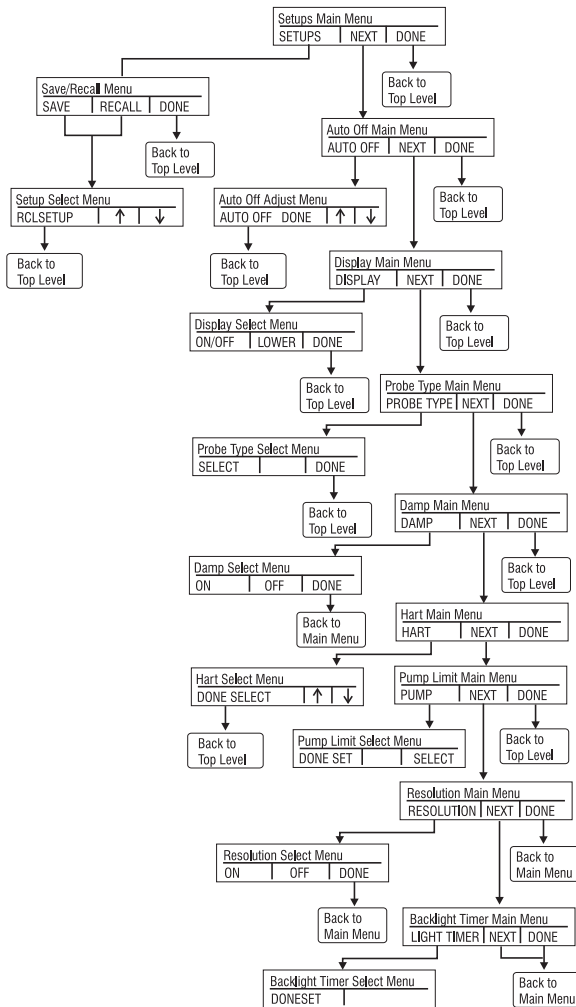 Setups Main Menu
SETUPS NEXT DONE
Back to
Top Level
Save/Recall Menu
SAVE RECALL DONE
Back to
Top Level
Auto Off Main Menu
AUTO OFF NEXT DONE
Back to
Top Level
Setup Select Menu
RCLSETUP ↑ ↓
Back to
Top Level
Auto Off Adjust Menu
AUTO OFF DONE ↑ ↓
Back to
Top Level
Display Main Menu
DISPLAY NEXT DONE
Back to
Top Level
Display Select Menu
ON/OFF LOWER DONE
Back to
Top Level
Probe Type Main Menu
PROBE TYPE NEXT DONE
Back to
Top Level
Probe Type Select Menu
SELECT DONE
Back to
Top Level
Damp Main Menu
DAMP NEXT DONE
Back to
Top Level
Damp Select Menu
ON OFF DONE
Back to
Main Menu
Hart Main Menu
HART NEXT DONE
Hart Select Menu
DONE SELECT ↑ ↓
Back to
Top Level
Pump Limit Main Menu
PUMP NEXT DONE
Back to
Top Level
Pump Limit Select Menu
DONE SET SELECT
Resolution Main Menu
RESOLUTION NEXT DONE
Back to
Main Menu
Resolution Select Menu
ON OFF DONE
Back to
Main Menu
Backlight Timer Main Menu
LIGHT TIMER NEXT DONE
Back to
Main Menu
Backlight Timer Select Menu
DONESET